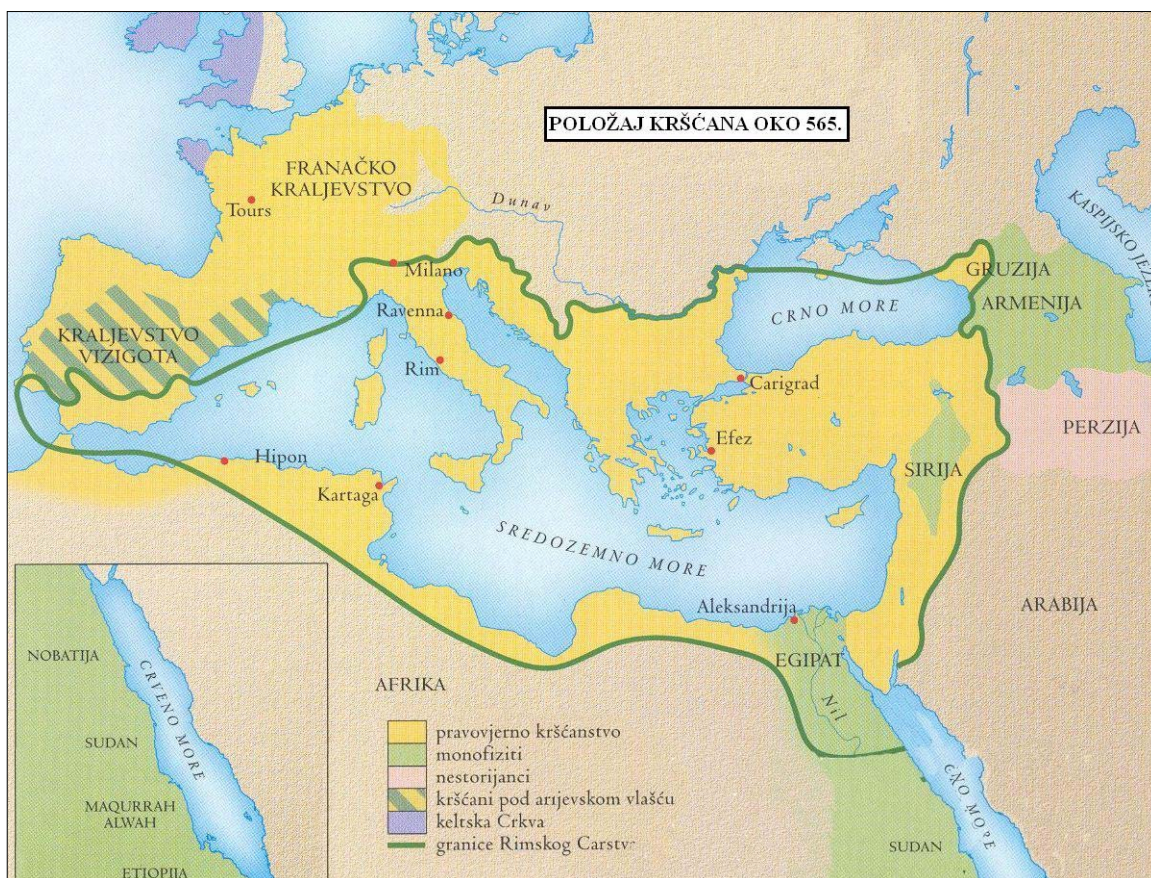 POLOŽAJ KRŠĆANA OKO 565.
FRANAČKO
KRALJEVSTVO
Tours
Dunav
KASPIJSKO JEZERO
Milano
GRUZIJA
ARMENIJA
Ravenna
CRNO MORE
KRALJEVSTVO
VIZIGOTA
Rim
Carigrad
PERZIJA
Efez
Hipon
SIRIJA
Kartaga
SREDOZEMNO MORE
Aleksandrija
ARABIJA
EGIPAT
Nil
NOBATIJA
CRVENO MORE
SUDAN
MAQURRAH
ALWAH
ETIOPIJA
AFRIKA
pravovjerno kršćanstvo
monofiziti
nestorijanci
kršćani pod arijevskom vlašću
keltska Crkva
granice Rimskog Carstv
MORE
SUDAN